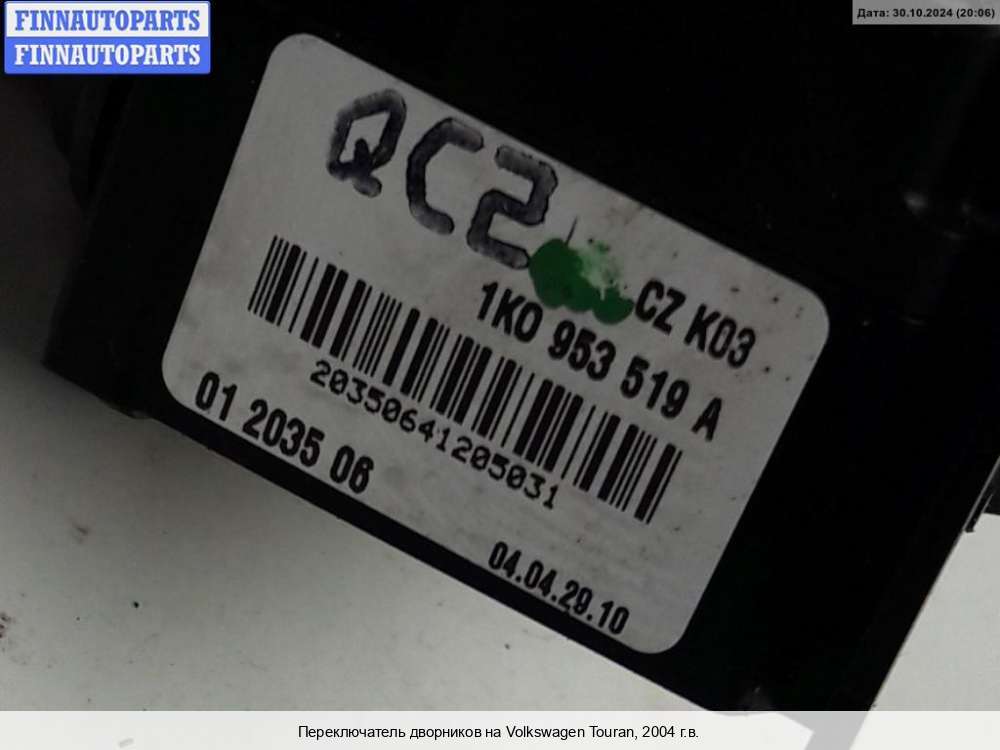 FINNAUTOPARTS
FINNAUTOPARTS
Дата: 30.10.2024 (20:06)
QC2
CZ K03
1K0 953 519 A
20350641205031
01 2035 06
04.04.29.10
Переключатель дворников на Volkswagen Touran, 2004 г.в.